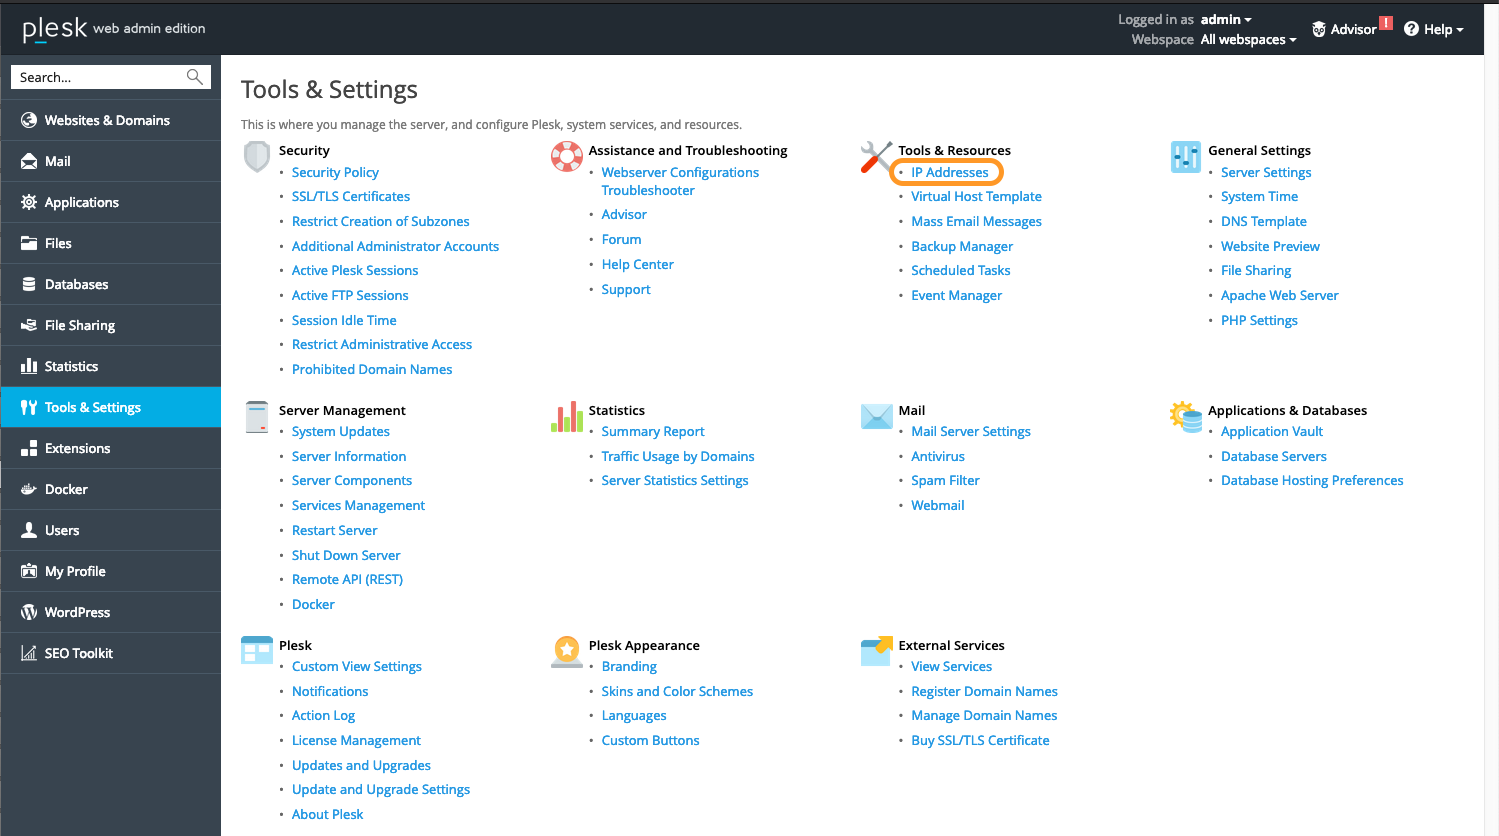 plesk web admin edition
Logged in as admin
Webspace All webspaces
Advisor !
? Help
Search...
Websites & Domains
Mail
Applications
Files
Databases
File Sharing
Statistics
Tools & Settings
Extensions
Docker
Users
My Profile
WordPress
SEO Toolkit
Tools & Settings
This is where you manage the server, and configure Plesk, system services, and resources.
Security
• Security Policy
• SSL/TLS Certificates
• Restrict Creation of Subzones
• Additional Administrator Accounts
• Active Plesk Sessions
• Active FTP Sessions
• Session Idle Time
• Restrict Administrative Access
• Prohibited Domain Names
Assistance and Troubleshooting
• Webserver Configurations
Troubleshooter
• Advisor
• Forum
• Help Center
• Support
Tools & Resources
• IP Addresses
• Virtual Host Template
• Mass Email Messages
• Backup Manager
• Scheduled Tasks
• Event Manager
General Settings
• Server Settings
• System Time
• DNS Template
• Website Preview
• File Sharing
• Apache Web Server
• PHP Settings
Server Management
• System Updates
• Server Information
• Server Components
• Services Management
• Restart Server
• Shut Down Server
• Remote API (REST)
• Docker
Statistics
• Summary Report
• Traffic Usage by Domains
• Server Statistics Settings
Mail
• Mail Server Settings
• Antivirus
• Spam Filter
• Webmail
Applications & Databases
• Application Vault
• Database Servers
• Database Hosting Preferences
Plesk
• Custom View Settings
• Notifications
• Action Log
• License Management
• Updates and Upgrades
• Update and Upgrade Settings
• About Plesk
Plesk Appearance
• Branding
• Skins and Color Schemes
• Languages
• Custom Buttons
External Services
• View Services
• Register Domain Names
• Manage Domain Names
• Buy SSL/TLS Certificate